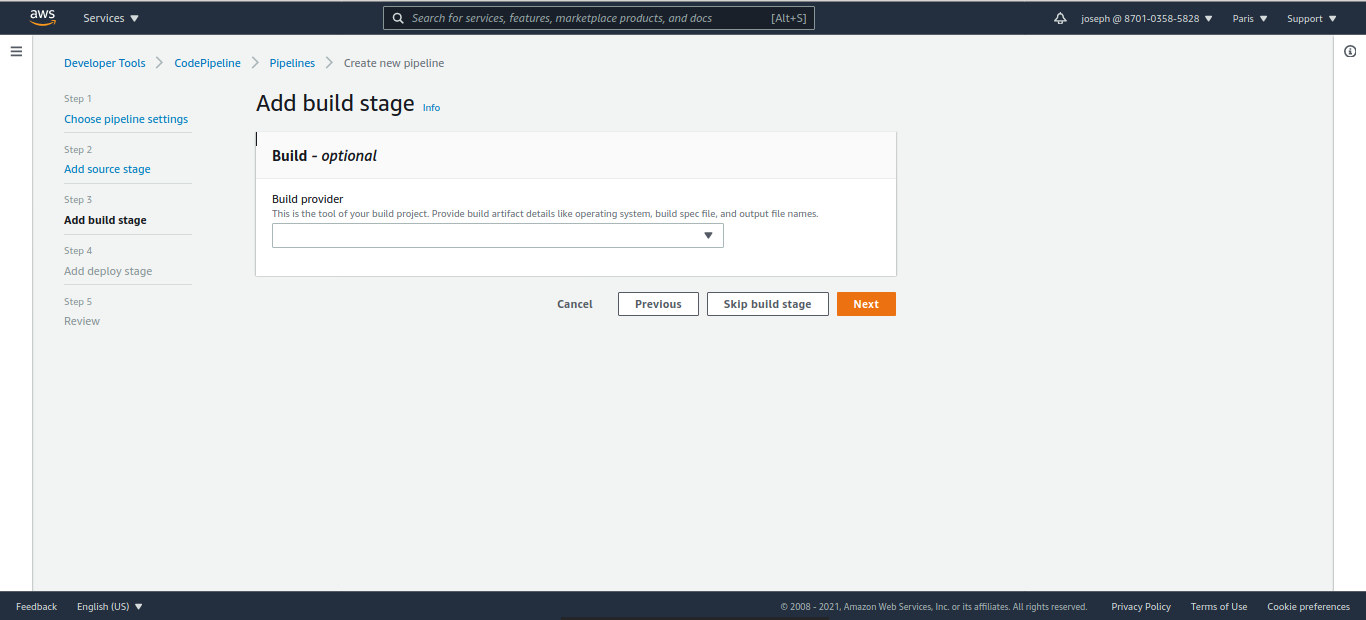 aws Services Search for services, features, marketplace products, and docs [Alt+S] joseph @ 8701-0358-5828 Paris Support
Developer Tools CodePipeline Pipelines Create new pipeline
Step 1
Choose pipeline settings
Step 2
Add source stage
Step 3
Add build stage
Step 4
Add deploy stage
Step 5
Review
Add build stage Info
Build - optional
Build provider
This is the tool of your build project. Provide build artifact details like operating system, build spec file, and output file names.
Cancel Previous Skip build stage Next
Feedback English (US) © 2008 - 2021, Amazon Web Services, Inc. or its affiliates. All rights reserved. Privacy Policy Terms of Use Cookie preferences